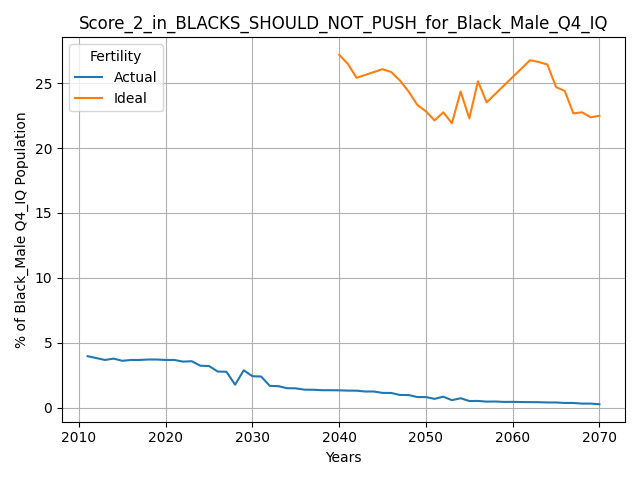 Score_2_in_BLACKS_SHOULD_NOT_PUSH_for_Black_Male_Q4_IQ
Fertility
Actual
Ideal
% of Black_Male Q4_IQ Population
25
20
15
10
5
0
2010 2020 2030 2040 2050 2060 2070
Years